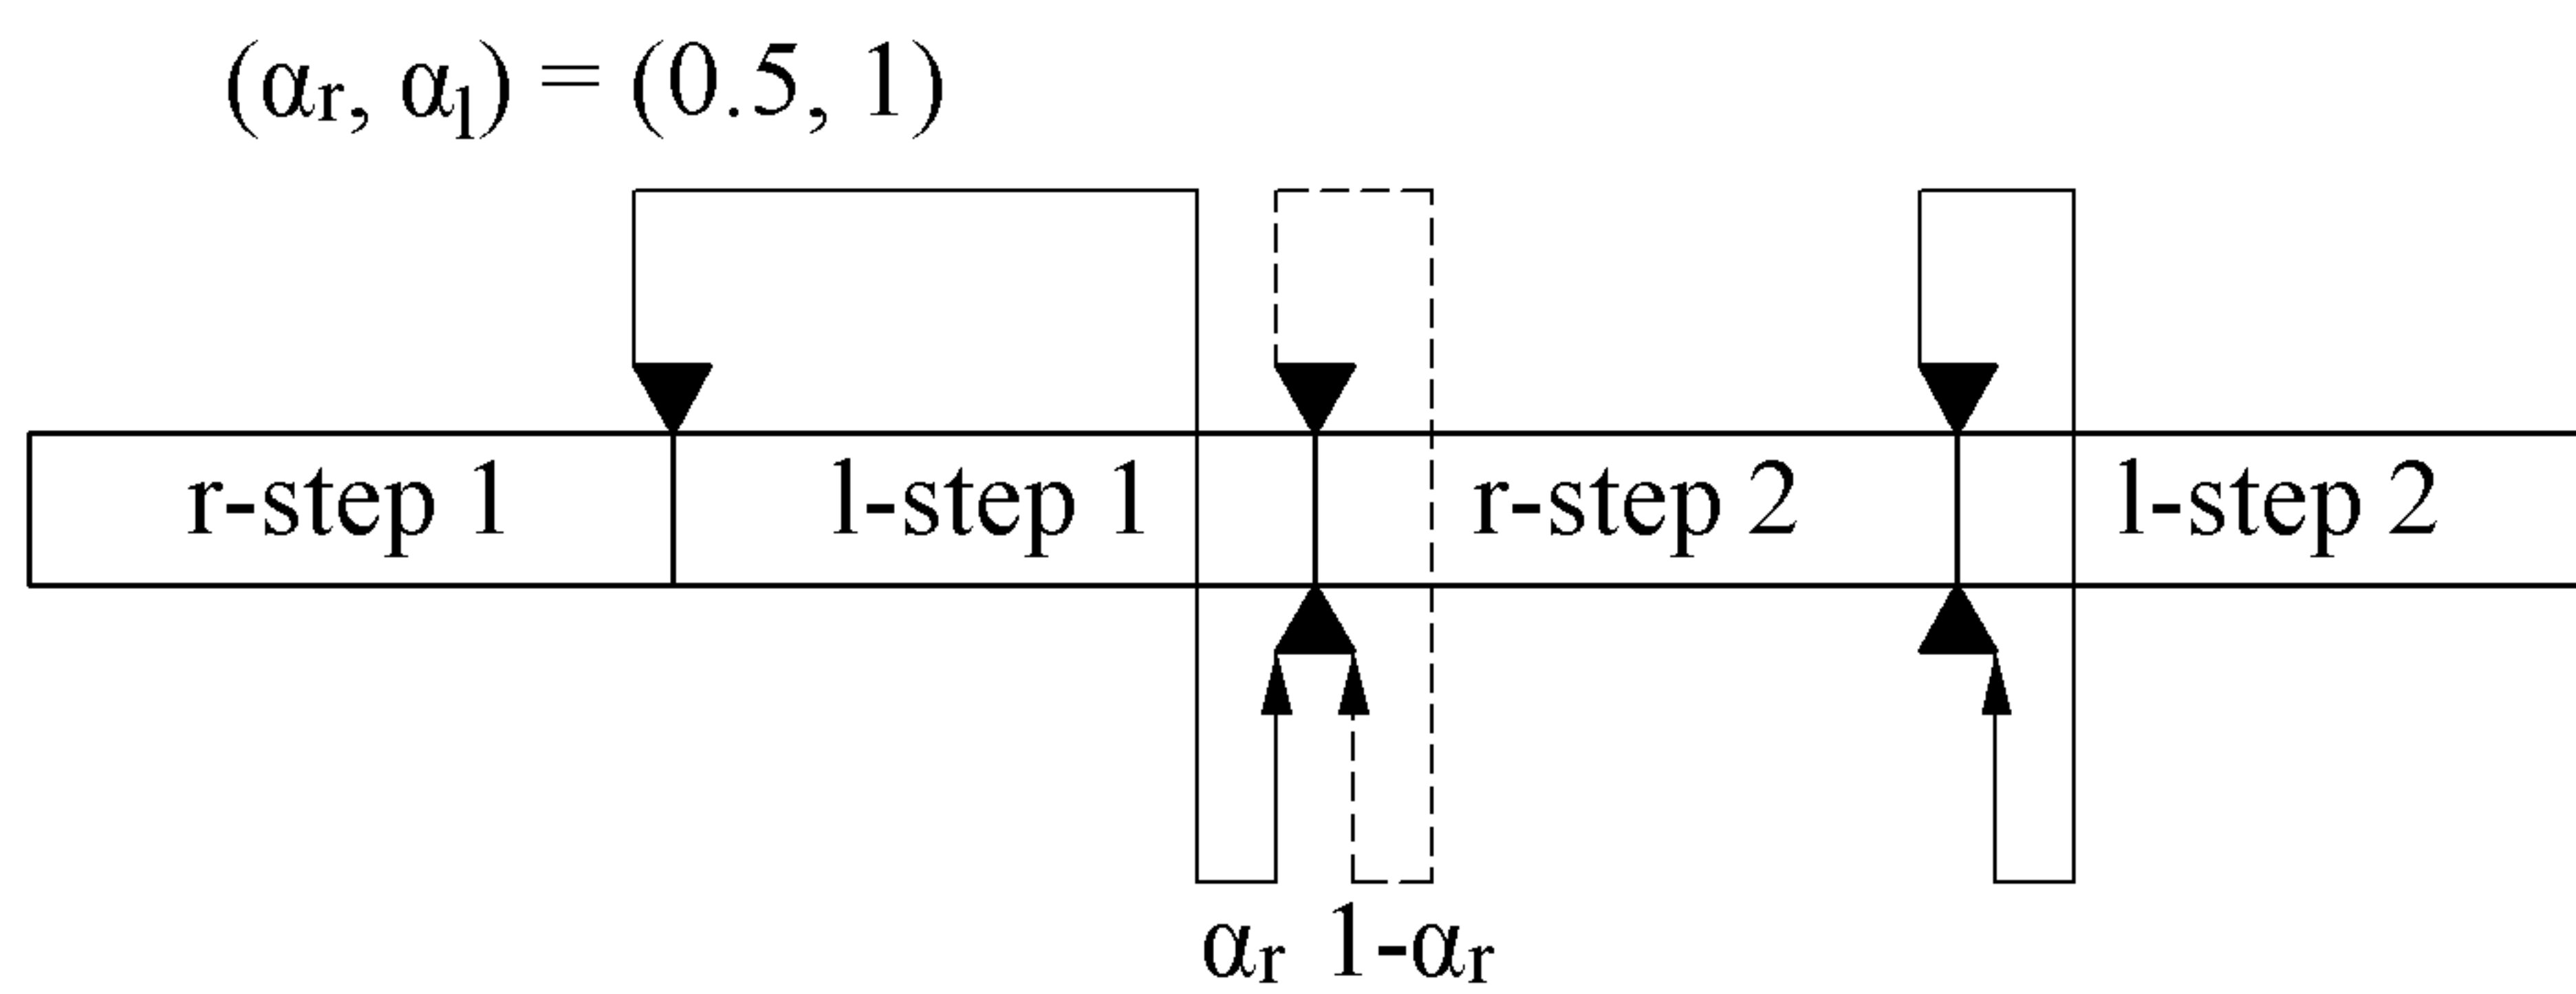 (αr, αl) = (0.5, 1)
r-step 1 l-step 1 r-step 2 l-step 2
αr 1-αr